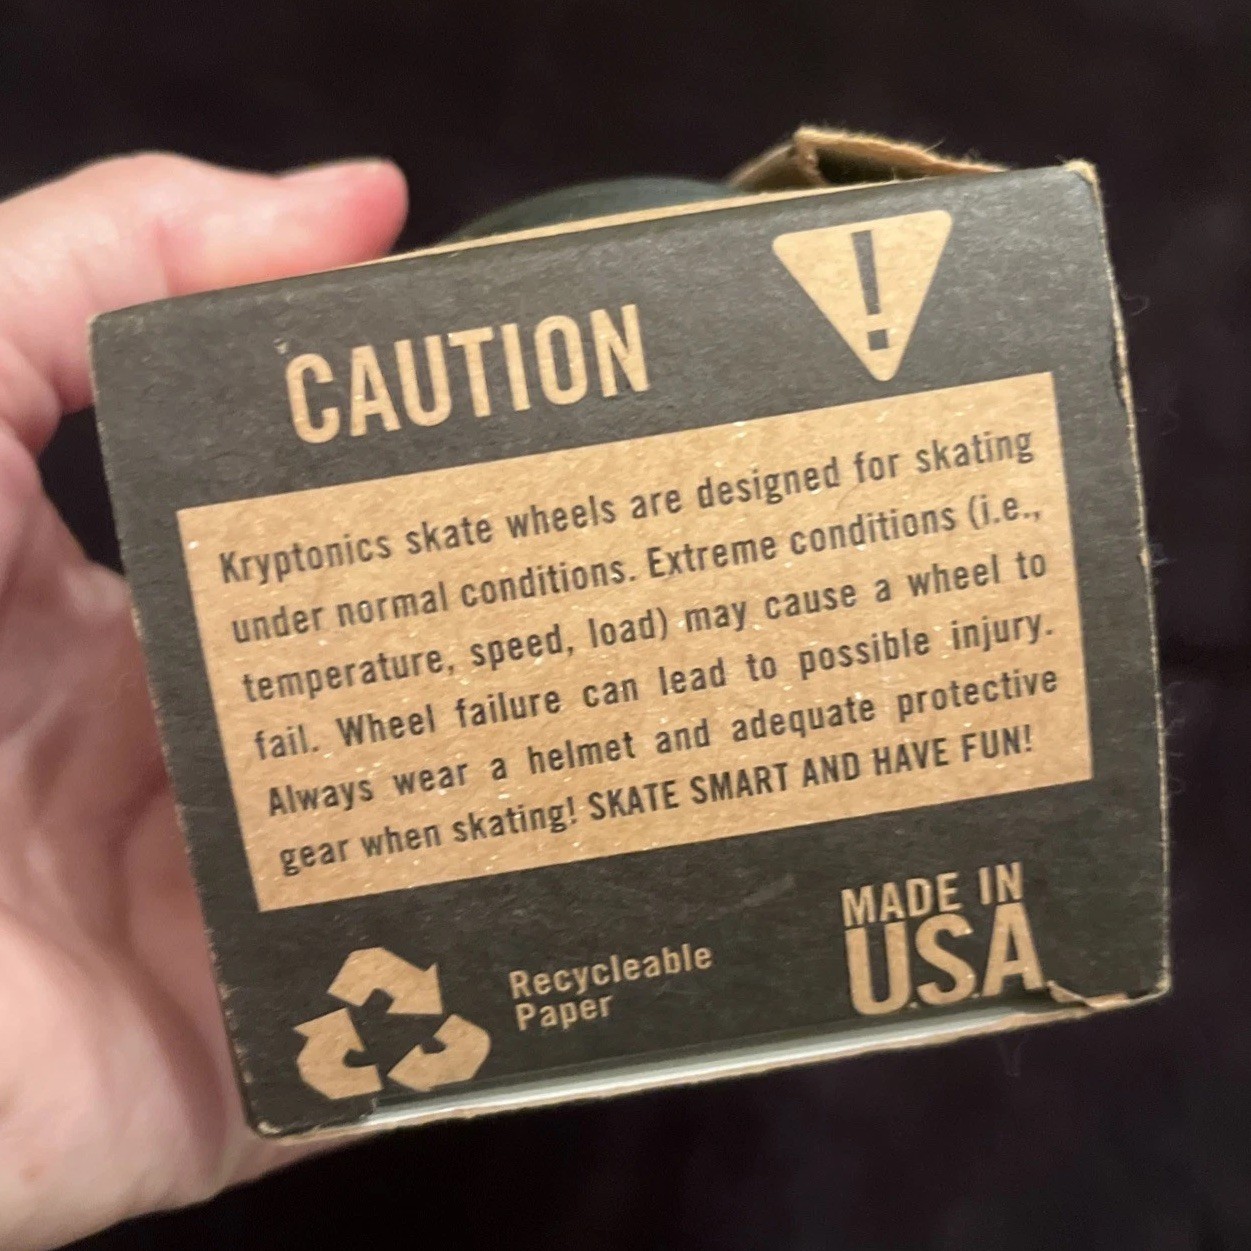 !
CAUTION
Kryptonics skate wheels are designed for skating
under normal conditions. Extreme conditions (i.e.,
temperature, speed, load) may cause a wheel to
fail. Wheel failure can lead to possible injury.
Always wear a helmet and adequate protective
gear when skating! SKATE SMART AND HAVE FUN!
Recycleable
Paper
MADE IN
U.S.A